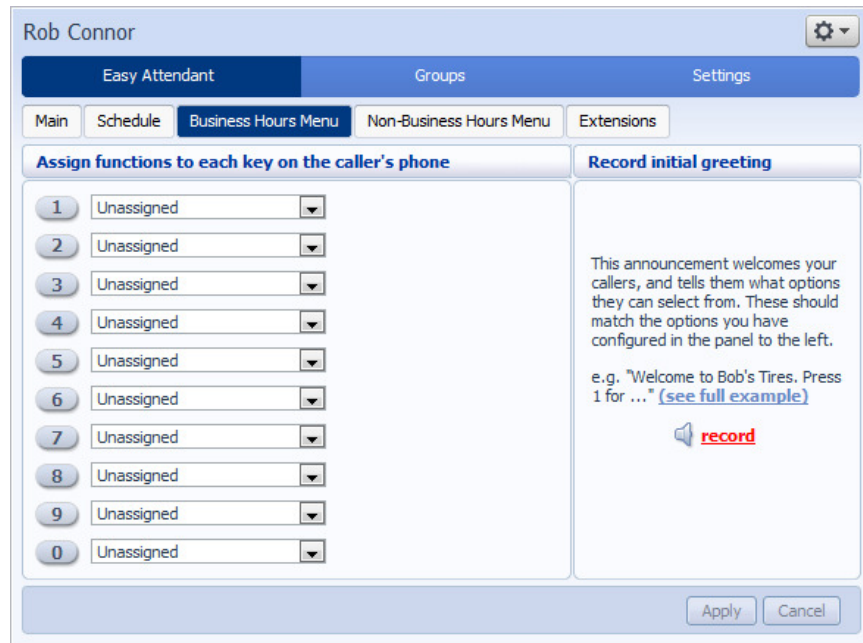 Rob Connor
Easy Attendant Groups Settings
Main Schedule Business Hours Menu Non-Business Hours Menu Extensions
Assign functions to each key on the caller's phone
1 Unassigned
2 Unassigned
3 Unassigned
4 Unassigned
5 Unassigned
6 Unassigned
7 Unassigned
8 Unassigned
9 Unassigned
0 Unassigned
Record initial greeting
This announcement welcomes your
callers, and tells them what options
they can select from. These should
match the options you have
configured in the panel to the left.
e.g. "Welcome to Bob's Tires. Press
1 for ..." (see full example)
record
Apply Cancel